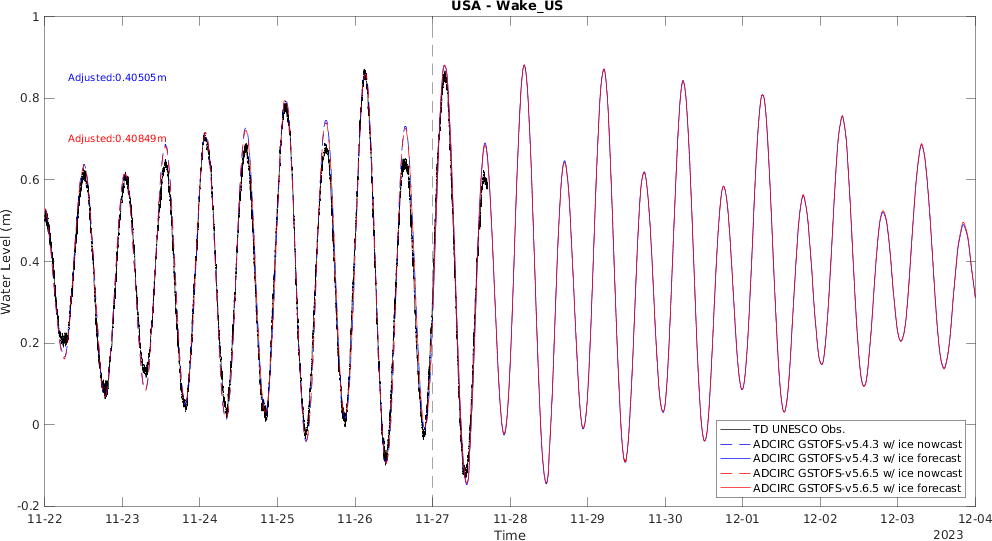 USA - Wake_US
Water Level (m)
1
0.8
0.6
0.4
0.2
0
-0.2
Adjusted:0.40505m
Adjusted:0.40849m
TD UNESCO Obs.
ADCIRC GSTOFS-v5.4.3 w/ ice nowcast
ADCIRC GSTOFS-v5.4.3 w/ ice forecast
ADCIRC GSTOFS-v5.6.5 w/ ice nowcast
ADCIRC GSTOFS-v5.6.5 w/ ice forecast
11-22 11-23 11-24 11-25 11-26 11-27 11-28 11-29 11-30 12-01 12-02 12-03 12-04
Time
2023